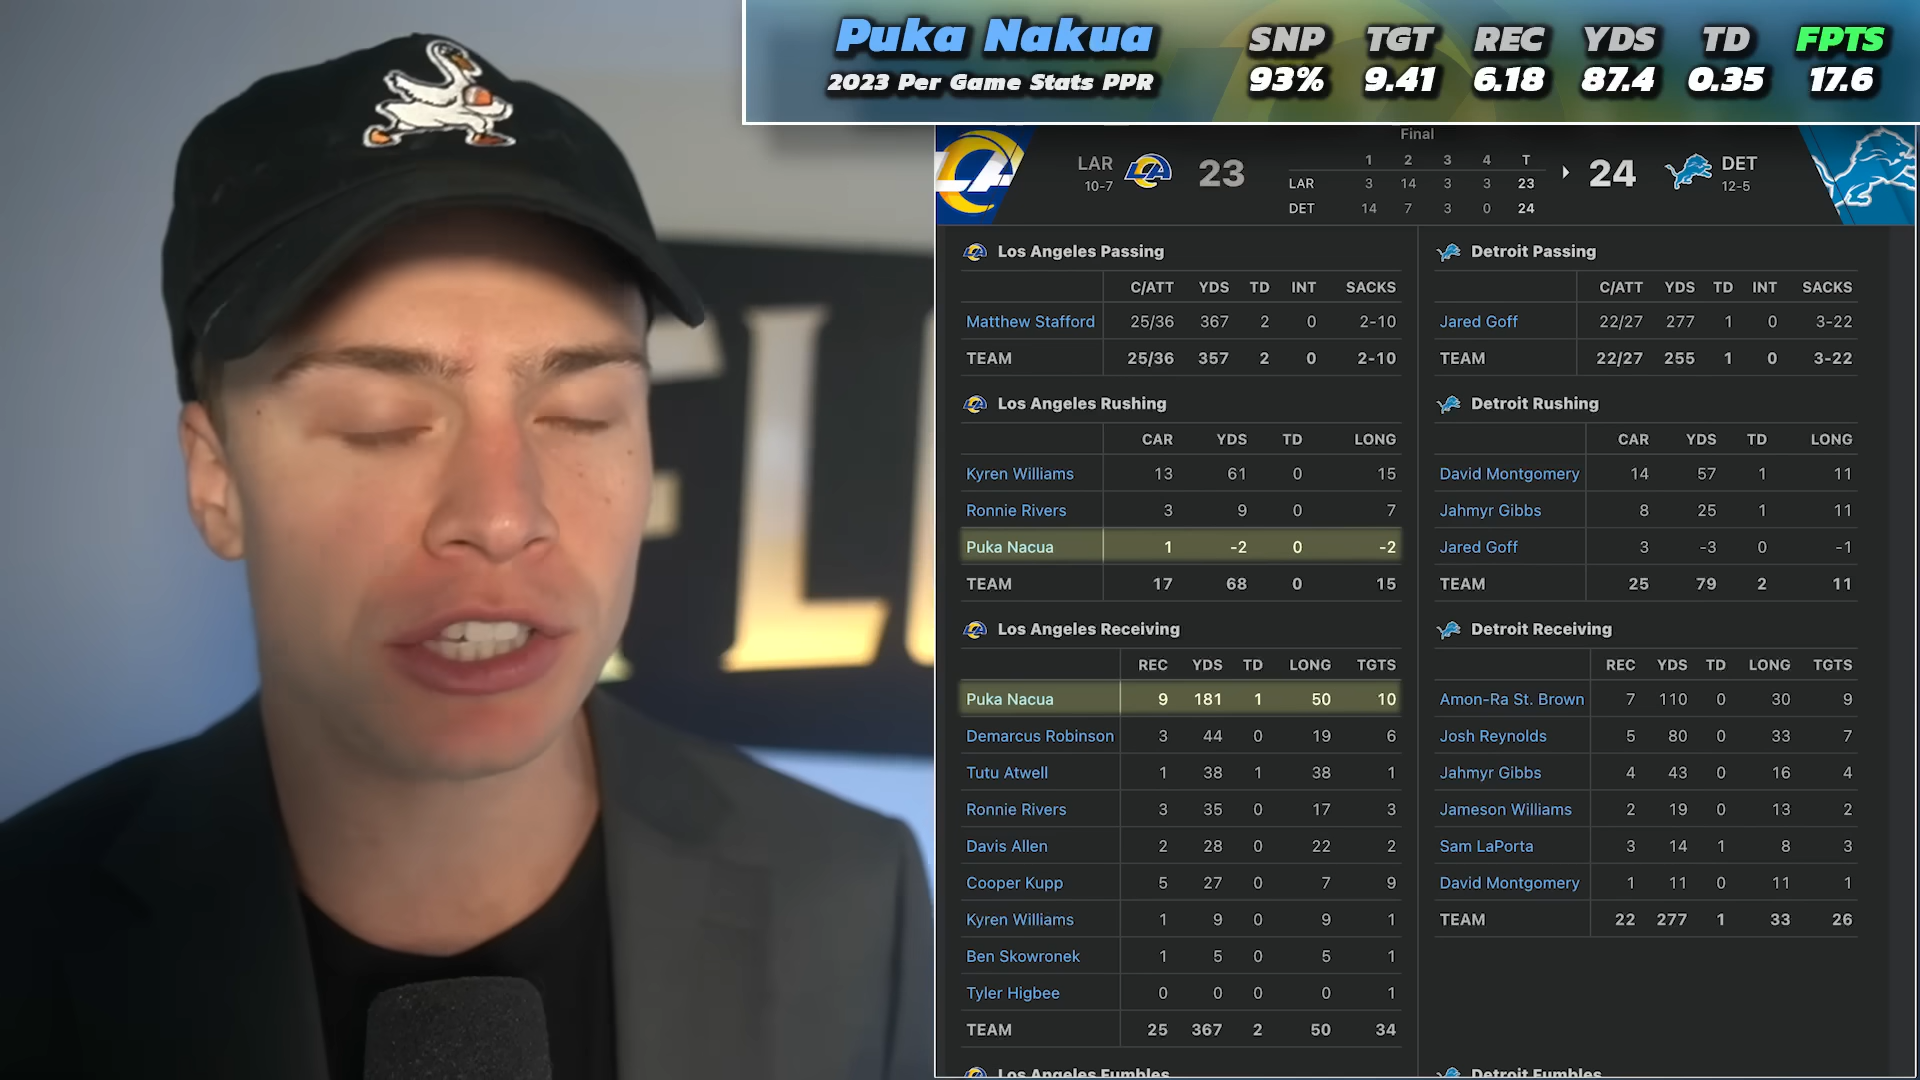 Puka Nakua
2023 Per Game Stats PPR
SNP TGT REC YDS TD FPTS
93% 9.41 6.18 87.4 0.35 17.6
Final
LAR
10-7
23
1 2 3 4 T
LAR 3 14 3 3 23
DET 14 7 3 0 24
24
DET
12-5
Los Angeles Passing
C/ATT YDS TD INT SACKS
Matthew Stafford 25/36 367 2 0 2-10
TEAM 25/36 357 2 0 2-10
Detroit Passing
C/ATT YDS TD INT SACKS
Jared Goff 22/27 277 1 0 3-22
TEAM 22/27 255 1 0 3-22
Los Angeles Rushing
CAR YDS TD LONG
Kyren Williams 13 61 0 15
Ronnie Rivers 3 9 0 7
Puka Nacua 1 -2 0 -2
TEAM 17 68 0 15
Detroit Rushing
CAR YDS TD LONG
David Montgomery 14 57 1 11
Jahmyr Gibbs 8 25 1 11
Jared Goff 3 -3 0 -1
TEAM 25 79 2 11
Los Angeles Receiving
REC YDS TD LONG TGTS
Puka Nacua 9 181 1 50 10
Demarcus Robinson 3 44 0 19 6
Tutu Atwell 1 38 1 38 1
Ronnie Rivers 3 35 0 17 3
Davis Allen 2 28 0 22 2
Cooper Kupp 5 27 0 7 9
Kyren Williams 1 9 0 9 1
Ben Skowronek 1 5 0 5 1
Tyler Higbee 0 0 0 0 1
TEAM 25 367 2 50 34
Detroit Receiving
REC YDS TD LONG TGTS
Amon-Ra St. Brown 7 110 0 30 9
Josh Reynolds 5 80 0 33 7
Jahmyr Gibbs 4 43 0 16 4
Jameson Williams 2 19 0 13 2
Sam LaPorta 3 14 1 8 3
David Montgomery 1 11 0 11 1
TEAM 22 277 1 33 26
Los Angeles Fumbles
Detroit Fumbles